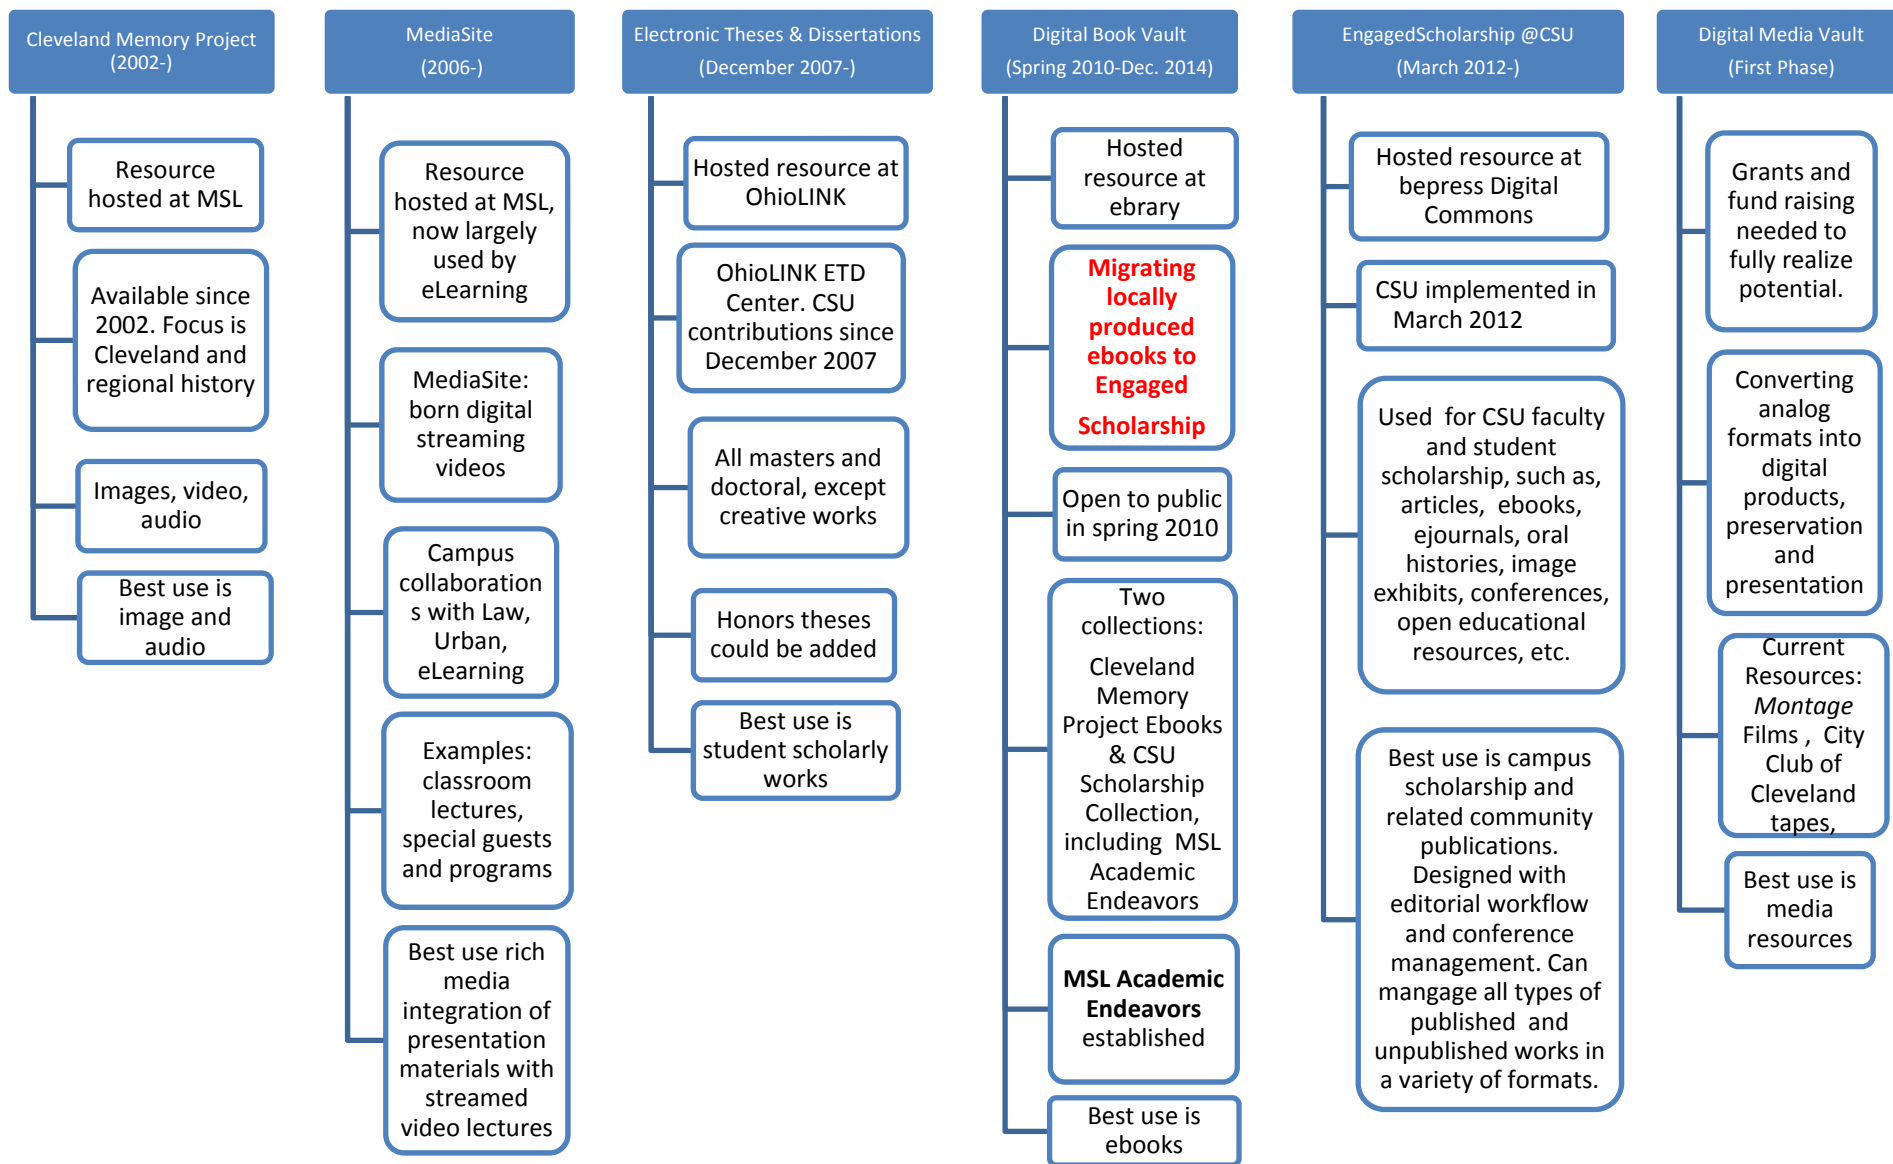 Cleveland Memory Project
(2002-)
Resource
hosted at MSL
Available since
2002. Focus is
Cleveland and
regional history
Images, video,
audio
Best use is
image and
audio
MediaSite
(2006-)
Resource
hosted at MSL,
now largely
used by
eLearning
MediaSite:
born digital
streaming
videos
Campus
collaboration
s with Law,
Urban,
eLearning
Examples:
classroom
lectures,
special guests
and programs
Best use rich
media
integration of
presentation
materials with
streamed
video lectures
Electronic Theses & Dissertations
(December 2007-)
Hosted resource at
OhioLINK
OhioLINK ETD
Center. CSU
contributions since
December 2007
All masters and
doctoral, except
creative works
Honors theses
could be added
Best use is
student scholarly
works
Digital Book Vault
(Spring 2010-Dec. 2014)
Hosted
resource at
ebrary
Migrating
locally
produced
ebooks to
Engaged
Scholarship
Open to public
in spring 2010
Two
collections:
Cleveland
Memory
Project Ebooks
& CSU
Scholarship
Collection,
including MSL
Academic
Endeavors
MSL Academic
Endeavors
established
Best use is
ebooks
EngagedScholarship @CSU
(March 2012-)
Hosted resource at
bepress Digital
Commons
CSU implemented in
March 2012
Used for CSU faculty
and student
scholarship, such as,
articles, ebooks,
ejournals, oral
histories, image
exhibits, conferences,
open educational
resources, etc.
Best use is campus
scholarship and
related community
publications.
Designed with
editorial workflow
and conference
management. Can
mangage all types of
published and
unpublished works in
a variety of formats.
Digital Media Vault
(First Phase)
Grants and
fund raising
needed to
fully realize
potential.
Converting
analog
formats into
digital
products,
preservation
and
presentation
Current
Resources:
Montage
Films , City
Club of
Cleveland
tapes,
Best use is
media
resources